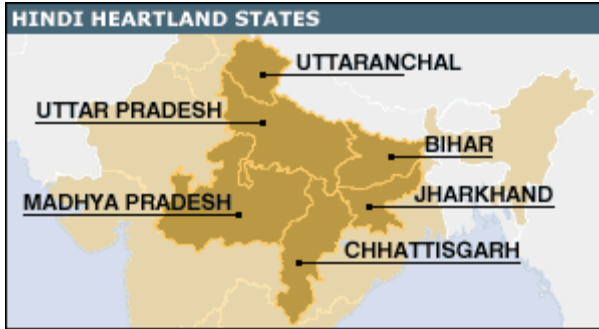 HINDI HEARTLAND STATES
UTTARANCHAL
UTTAR PRADESH
BIHAR
MADHYA PRADESH
JHARKHAND
CHHATTISGARH